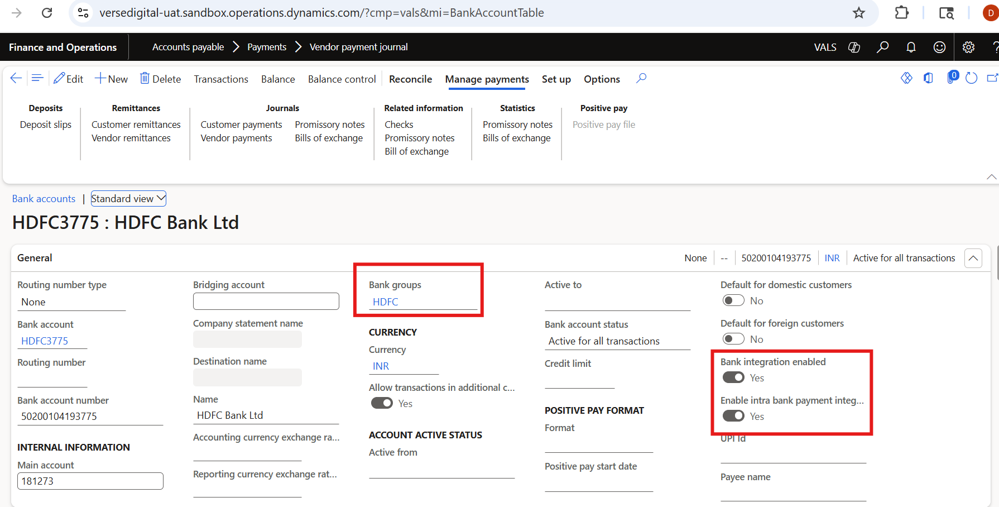 versedigital-uat.sandbox.operations.dynamics.com/?cmp=vals&mi=BankAccountTable
D
Finance and Operations
Accounts payable
Payments
Vendor payment journal
VALS
?
Edit
New
Delete
Transactions
Balance
Balance control
Reconcile
Manage payments
Set up
Options
0
Deposits
Deposit slips
Remittances
Customer remittances
Vendor remittances
Journals
Customer payments
Vendor payments
Promissory notes
Bills of exchange
Related information
Checks
Promissory notes
Bill of exchange
Statistics
Promissory notes
Bills of exchange
Positive pay
Positive pay file
Bank accounts | Standard view
HDFC3775 : HDFC Bank Ltd
General
None
--
50200104193775
INR
Active for all transactions
Routing number type
None
Bank account
HDFC3775
Routing number
Bank account number
50200104193775
INTERNAL INFORMATION
Main account
181273
Bridging account
Company statement name
Destination name
Name
HDFC Bank Ltd
Accounting currency exchange ra...
Reporting currency exchange rat...
Bank groups
HDFC
CURRENCY
Currency
INR
Allow transactions in additional c...
Yes
ACCOUNT ACTIVE STATUS
Active from
Active to
Bank account status
Active for all transactions
Credit limit
POSITIVE PAY FORMAT
Format
Positive pay start date
Default for domestic customers
No
Default for foreign customers
No
Bank integration enabled
Yes
Enable intra bank payment integ...
Yes
UPI Id
Payee name